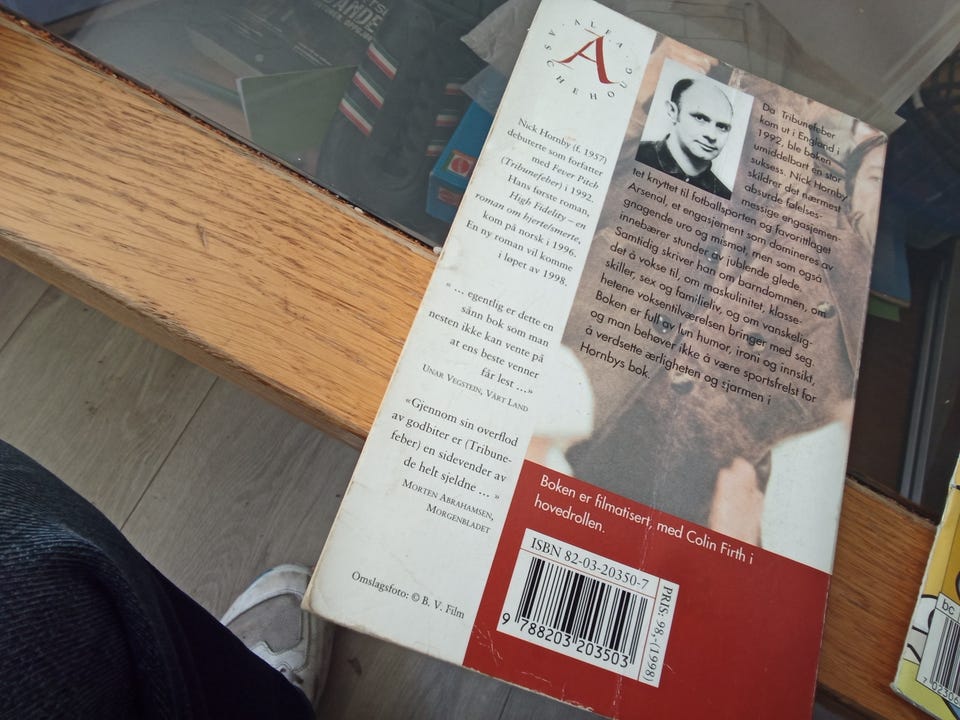 ALFA
A
ASCHEHOUG
Nick Hornby (f. 1957)
debuterte som forfatter
med Fever Pitch
(Tribunefeber) i 1992.
Hans første roman,
High Fidelity – en
roman om hjertesmerte,
kom på norsk i 1996.
En ny roman vil komme
i løpet av 1998.
« ... egentlig er dette en
sånn bok som man
nesten ikke kan vente på
at ens beste venner
får lest ...»
UNAR VEGSTEIN, VÅRT LAND
«Gjennom sin overflod
av godbiter er (Tribune-
feber) en sidevender av
de helt sjeldne ... »
MORTEN ABRAHAMSEN,
MORGENBLADET
Omslagsfoto: © B. V. Film
Da Tribunefeber
kom ut i England i
1992, ble boken
umiddelbart en stor
suksess. Nick Hornby
skildrer det nærmest
absurde følelses-
messige engasjemen-
tet knyttet til fotballsporten og favorittlaget
Arsenal, et engasjement som domineres av
gnagende uro og mismot, men som også
innebærer stunder av jublende glede.
Samtidig skriver han om barndommen, om
det å vokse til, om maskulinitet, klasse-
skiller, sex og familieliv, og om vanskelig-
hetene voksentilværelsen bringer med seg.
Boken er full av lun humor, ironi og innsikt,
og man behøver ikke å være sportsfrelst for
å verdsette ærligheten og sjarmen i
Hornbys bok
Boken er filmatisert, med Colin Firth i
hovedrollen.
ISBN 82-03-20350-7
9 788203 203503
PRIS: 98,-(1998)
bc